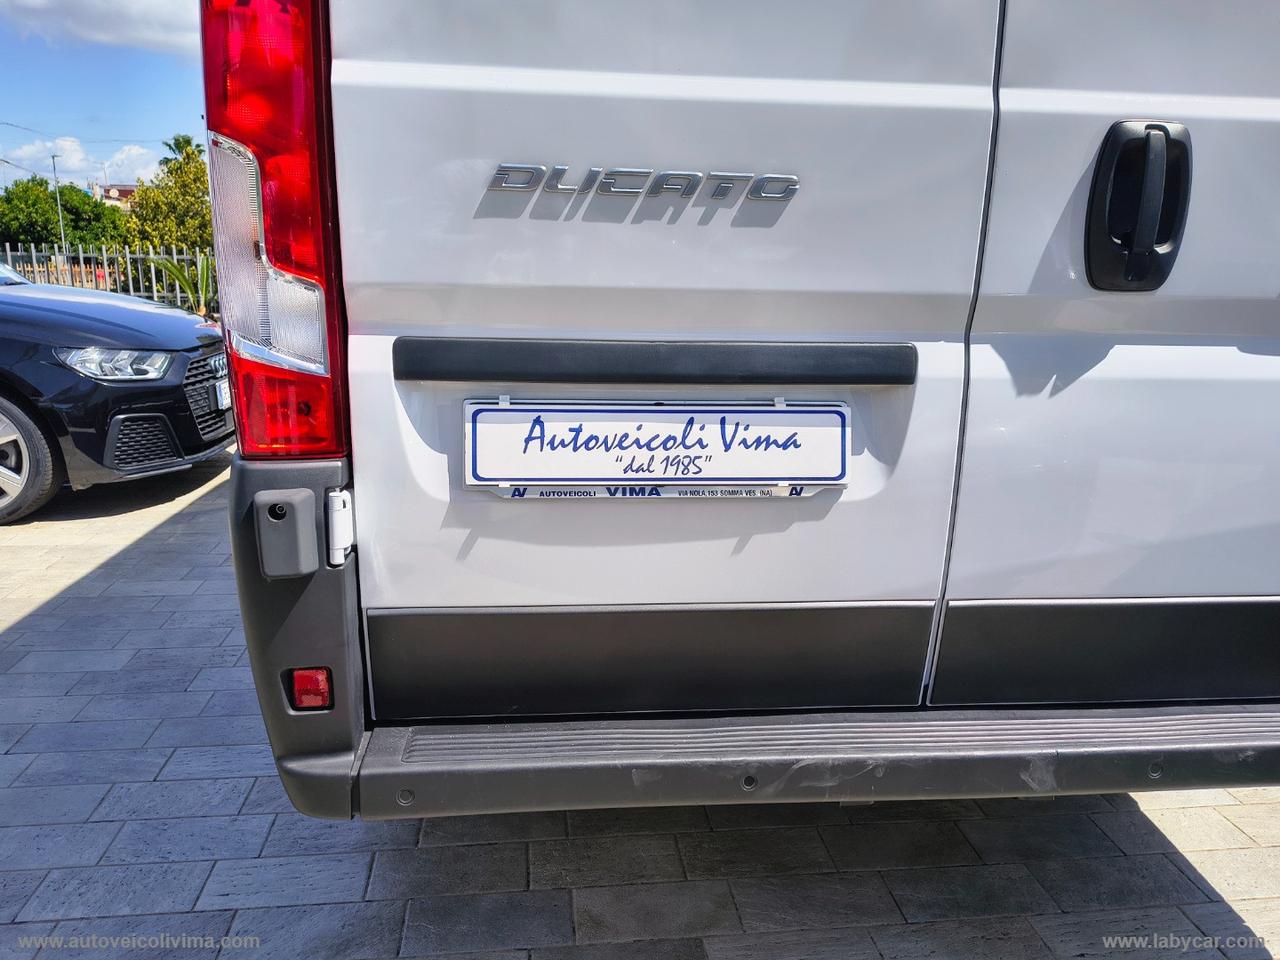 DUCATO
Autoveicoli Vima
"dal 1985"
AV AUTOVEICOLI VIMA VIA NOLA,153 SOMMA VES. (NA) AV
www.autoveicolivima.com
www.labycar.com